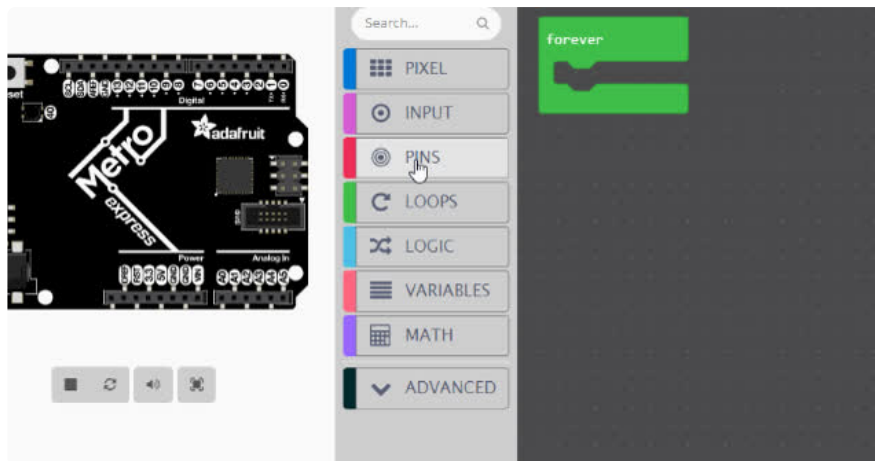 Search...
forever
PIXEL
INPUT
PINS
LOOPS
LOGIC
VARIABLES
MATH
ADVANCED
Digital
adafruit
Metro
express
Power
Analog In